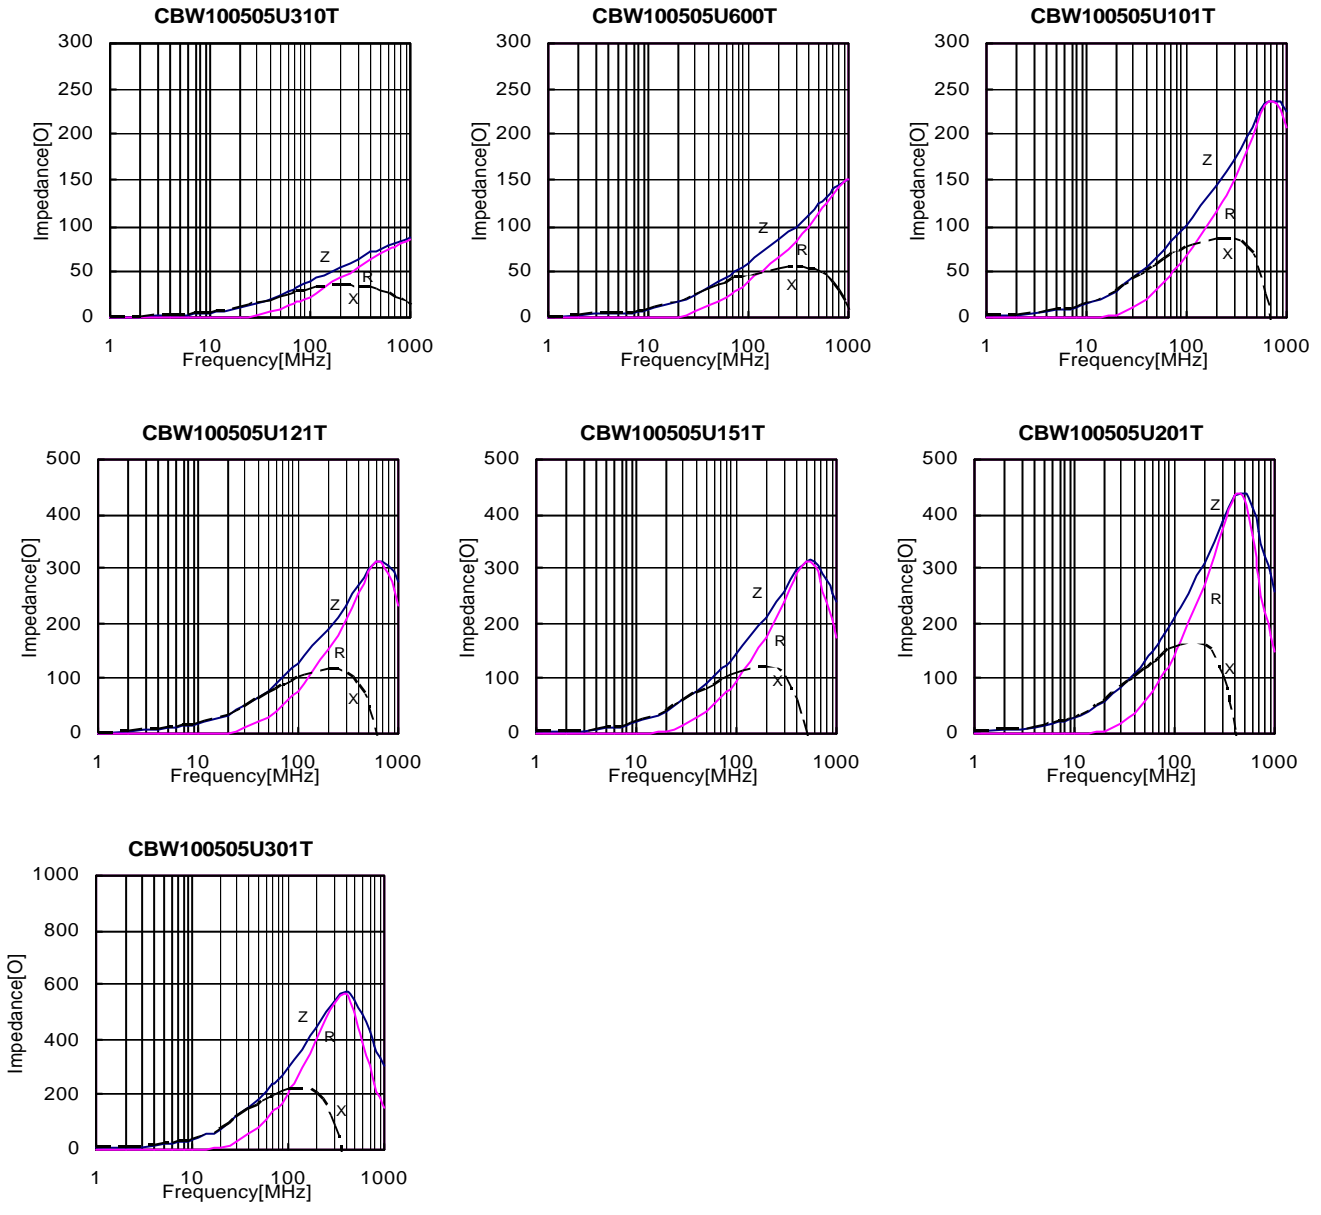 CBW100505U310T
300
250
200
150
100
50
0
Impedance[O]
Z
R
X
1 10 100 1000
Frequency[MHz]
CBW100505U600T
300
250
200
150
100
50
0
Impedance[O]
Z
R
X
1 10 100 1000
Frequency[MHz]
CBW100505U101T
300
250
200
150
100
50
0
Impedance[O]
Z
R
X
1 10 100 1000
Frequency[MHz]
CBW100505U121T
500
400
300
200
100
0
Impedance[O]
Z
R
X
1 10 100 1000
Frequency[MHz]
CBW100505U151T
500
400
300
200
100
0
Impedance[O]
Z
R
X
1 10 100 1000
Frequency[MHz]
CBW100505U201T
500
400
300
200
100
0
Impedance[O]
Z
R
X
1 10 100 1000
Frequency[MHz]
CBW100505U301T
1000
800
600
400
200
0
Impedance[O]
Z
R
X
1 10 100 1000
Frequency[MHz]